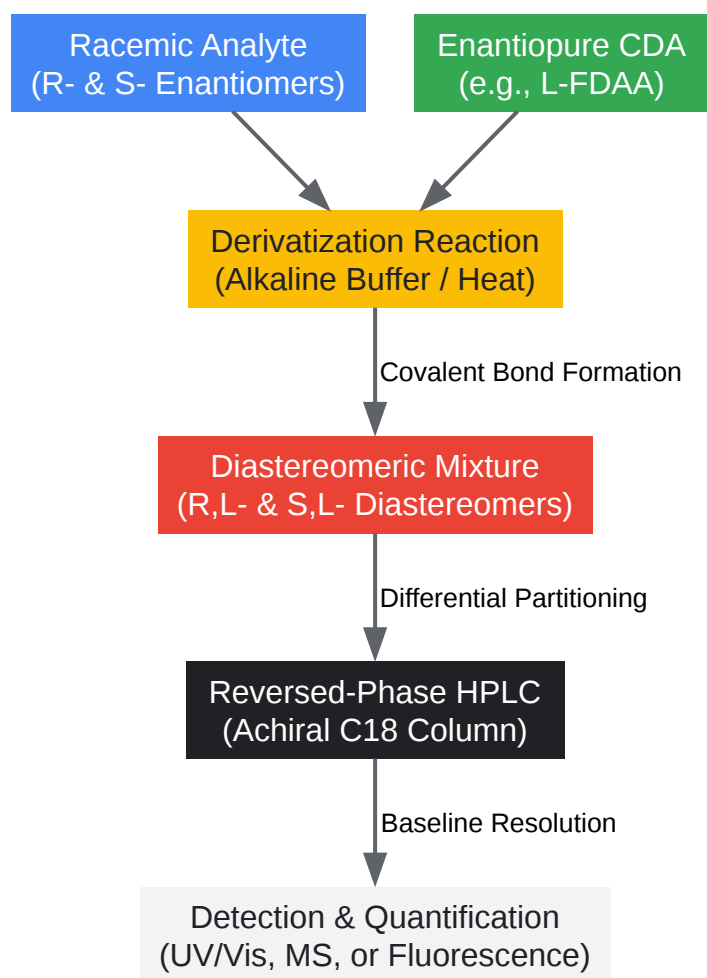 Racemic Analyte
(R- & S- Enantiomers)
Enantiopure CDA
(e.g., L-FDAA)
Derivatization Reaction
(Alkaline Buffer / Heat)
Covalent Bond Formation
Diastereomeric Mixture
(R,L- & S,L- Diastereomers)
Differential Partitioning
Reversed-Phase HPLC
(Achiral C18 Column)
Baseline Resolution
Detection & Quantification
(UV/Vis, MS, or Fluorescence)